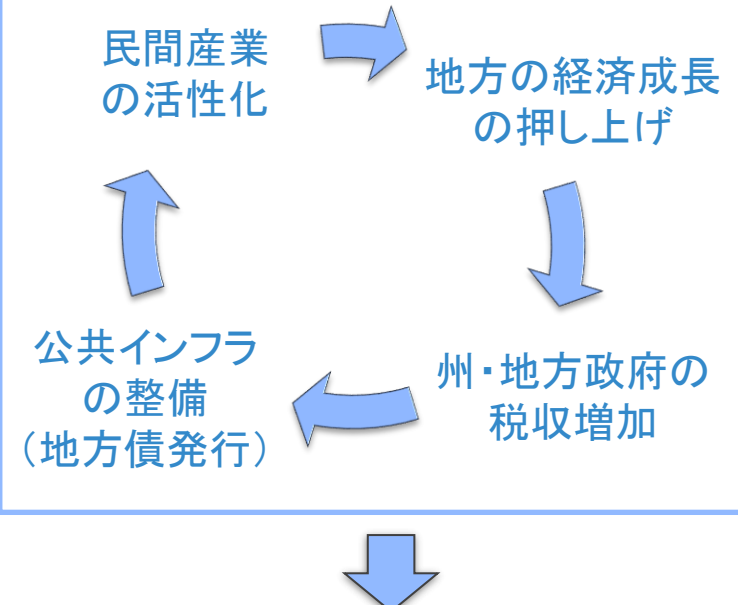 民間産業
の活性化
地方の経済成長
の押し上げ
州・地方政府の
税収増加
公共インフラ
の整備
（地方債発行）